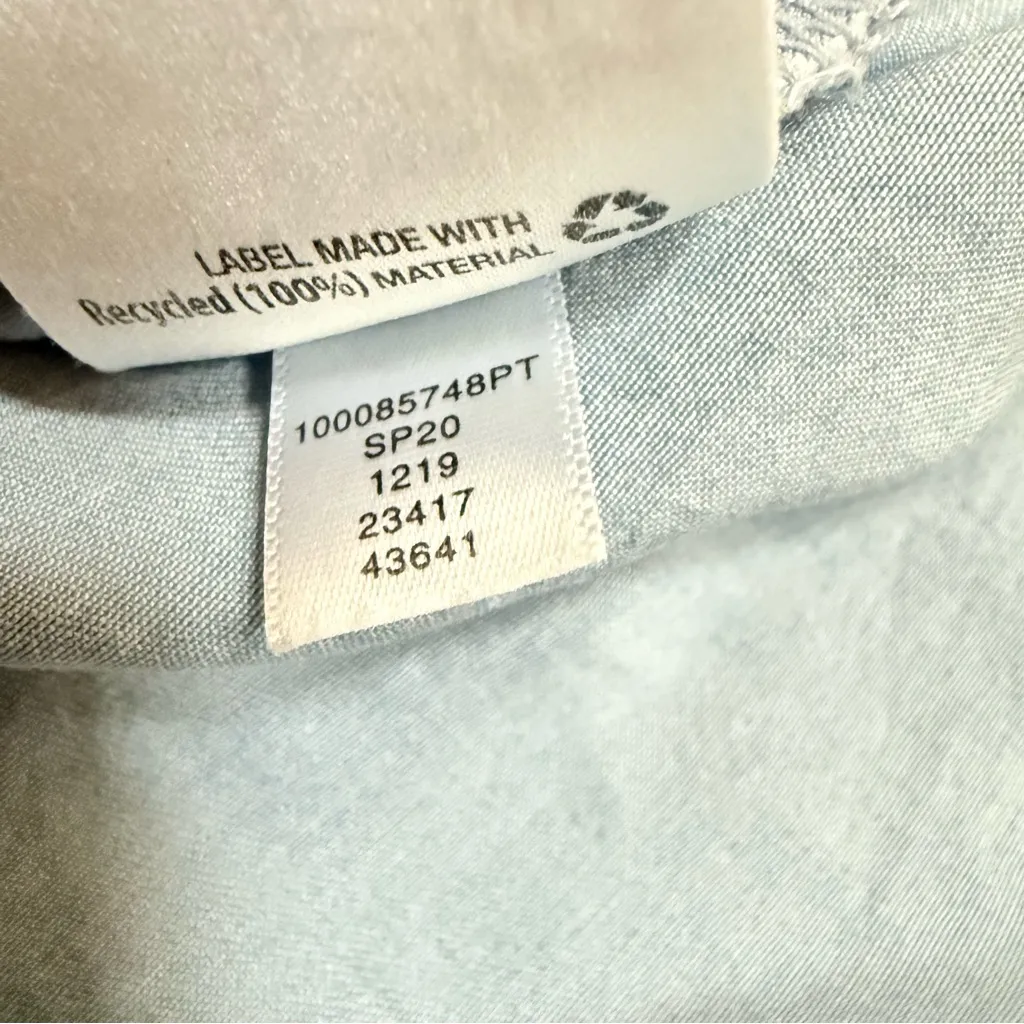 LABEL MADE WITH
Recycled (100%) MATERIAL
100085748PT
SP20
1219
23417
43641